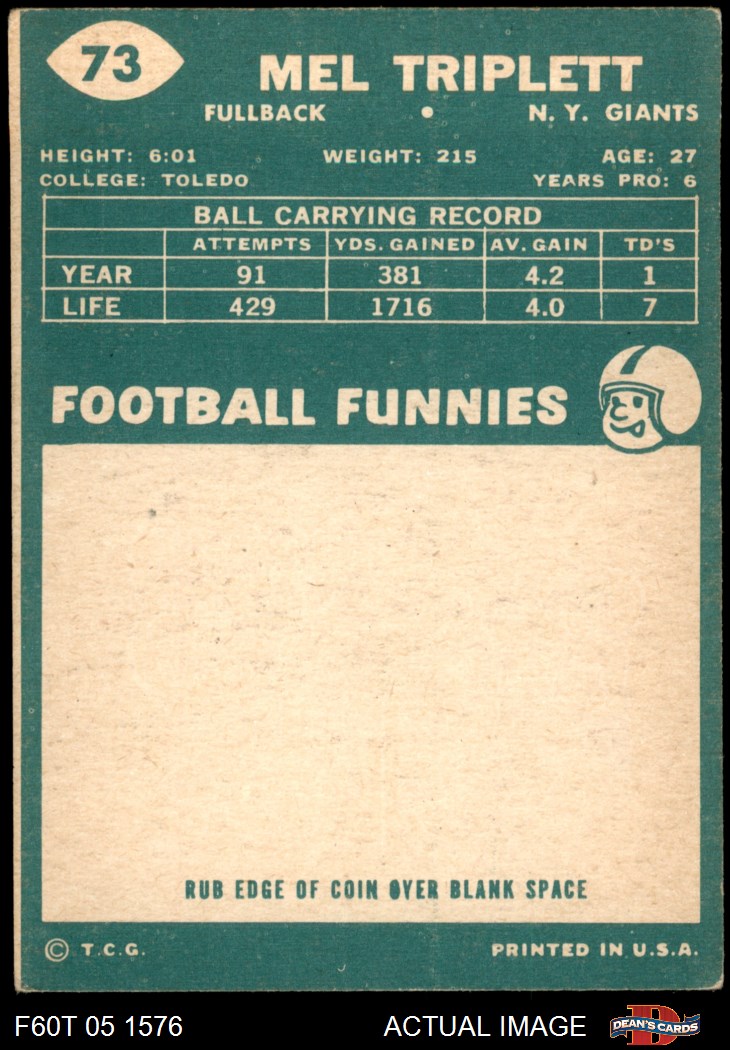 73
MEL TRIPLETT
FULLBACK • N. Y. GIANTS
HEIGHT: 6:01 WEIGHT: 215 AGE: 27
COLLEGE: TOLEDO YEARS PRO: 6
BALL CARRYING RECORD
ATTEMPTS YDS. GAINED AV. GAIN TD'S
YEAR 91 381 4.2 1
LIFE 429 1716 4.0 7
FOOTBALL FUNNIES
RUB EDGE OF COIN OVER BLANK SPACE
© T.C.G. PRINTED IN U.S.A.
F60T 05 1576 ACTUAL IMAGE D DEAN'S CARDS